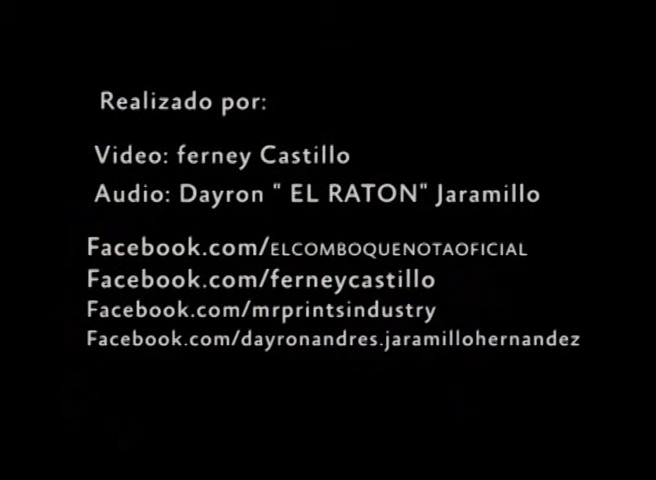 Realizado por:
Video: ferney Castillo
Audio: Dayron " EL RATON" Jaramillo
Facebook.com/ELCOMBOQUENOTAOFICIAL
Facebook.com/ferneycastillo
Facebook.com/mrprintsindustry
Facebook.com/dayronandres.jaramillohernandez